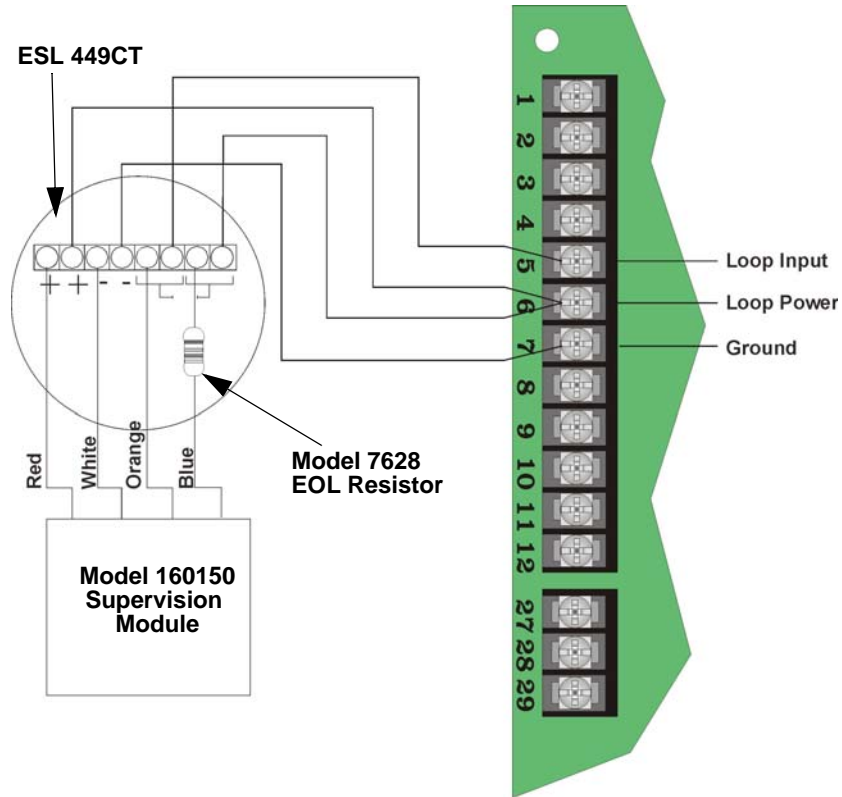 ESL 449CT
1
2
3
4
5
6
7
8
9
10
11
12
27
28
29
Loop Input
Loop Power
Ground
+ + - -
Red
White
Orange
Blue
Model 7628
EOL Resistor
Model 160150
Supervision
Module